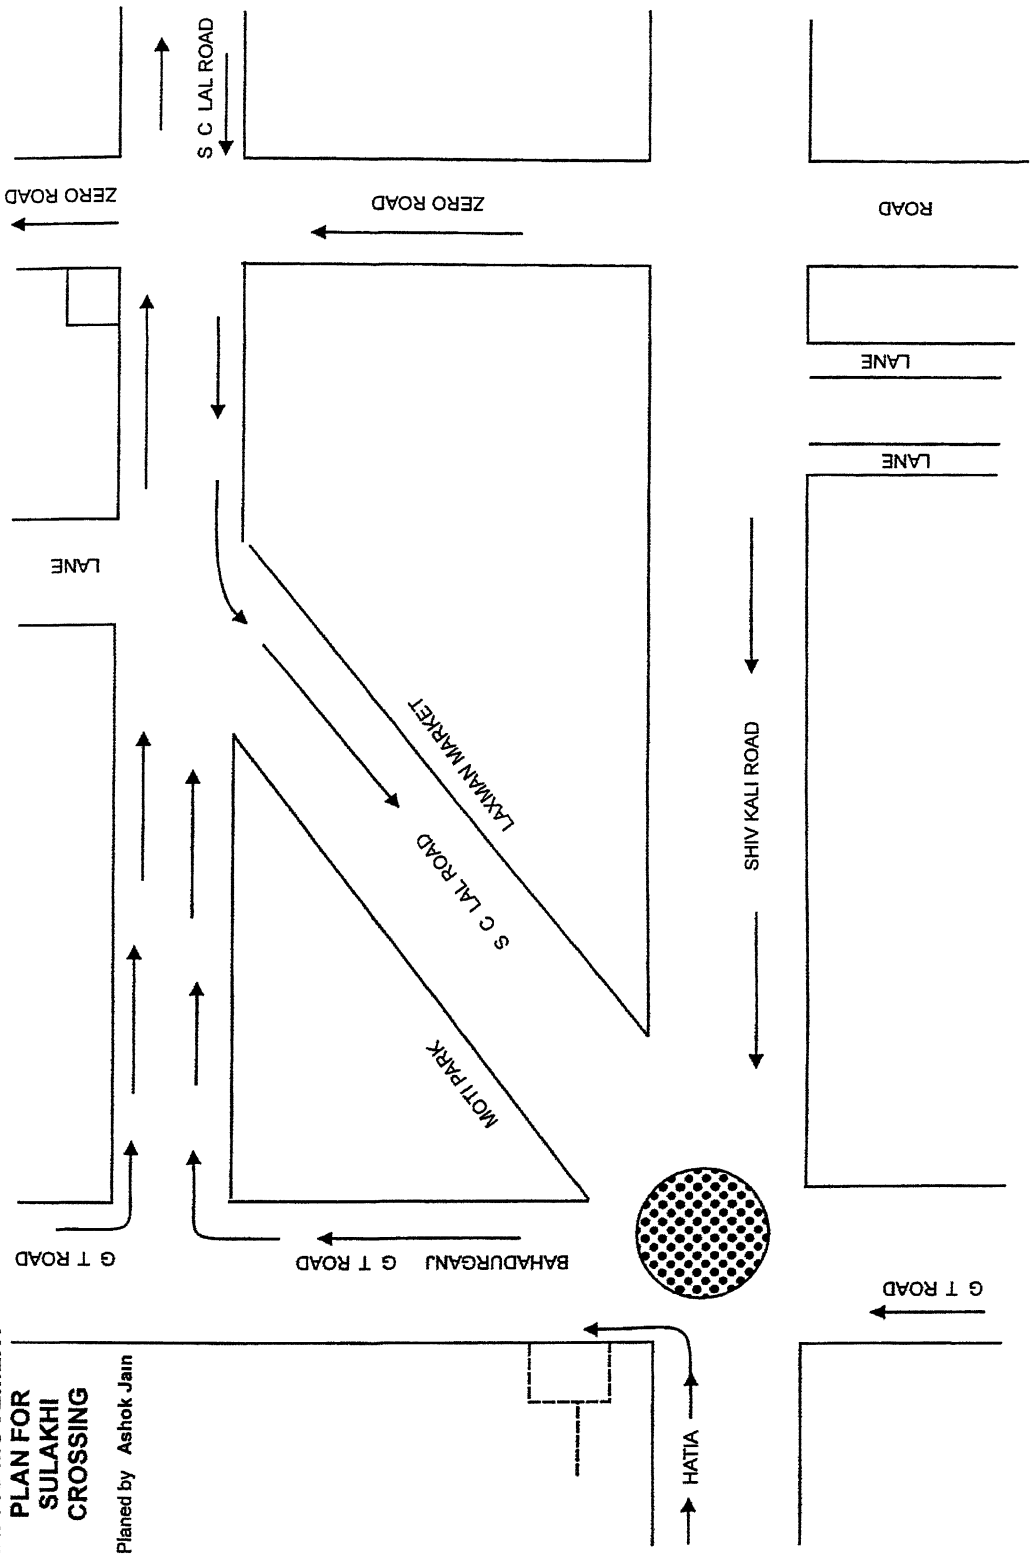 PLAN FOR
SULAKHI
CROSSING
Planed by Ashok Jain
G T ROAD
BAHADURGANJ G T ROAD
G T ROAD
HATIA
MOTI PARK
S C LAL ROAD
LAXMAN MARKET
SHIV KALI ROAD
LANE
LANE
LANE
ZERO ROAD
ZERO ROAD
ROAD
S C LAL ROAD